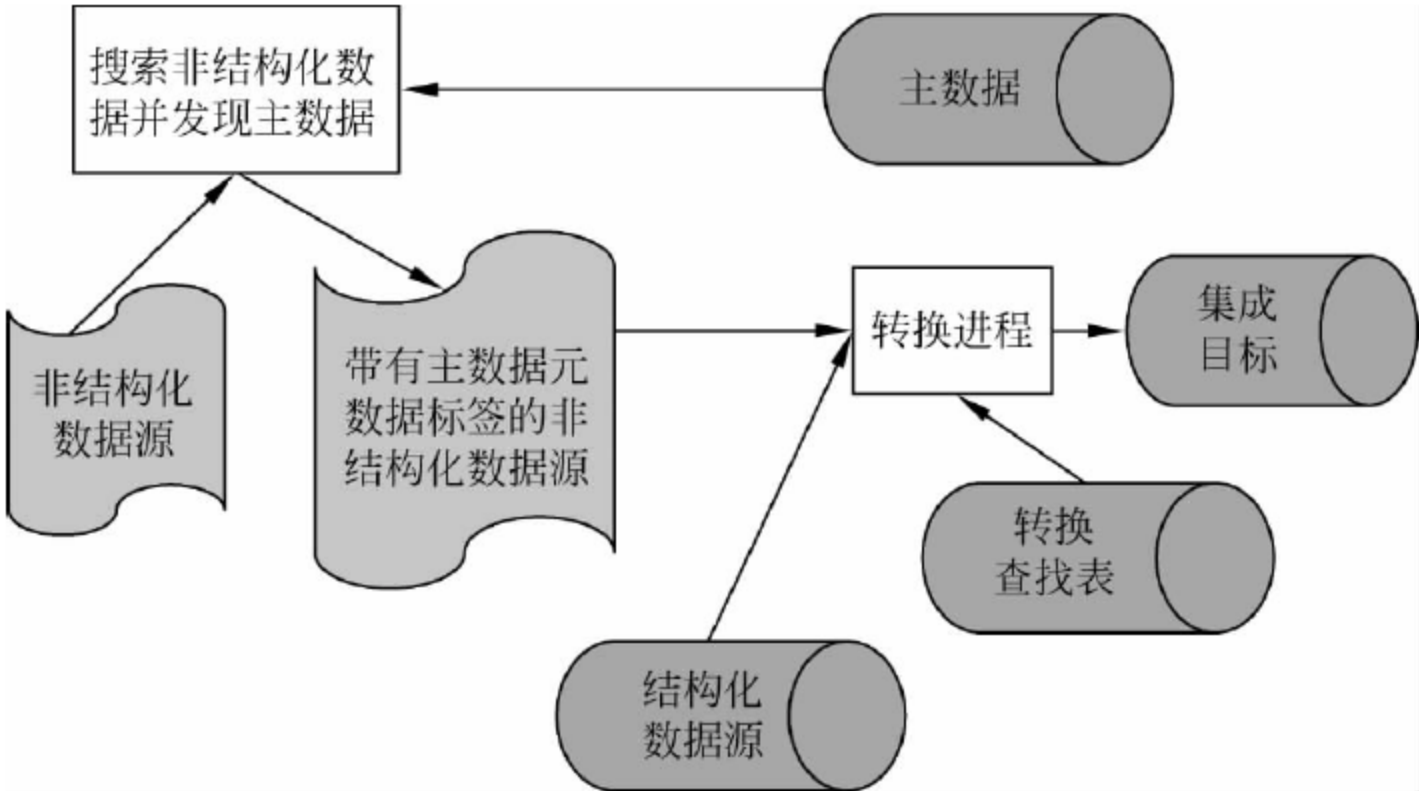 搜索非结构化数
据并发现主数据
主数据
非结构化
数据源
带有主数据元
数据标签的非
结构化数据源
转换进程
集成
目标
转换
查找表
结构化
数据源